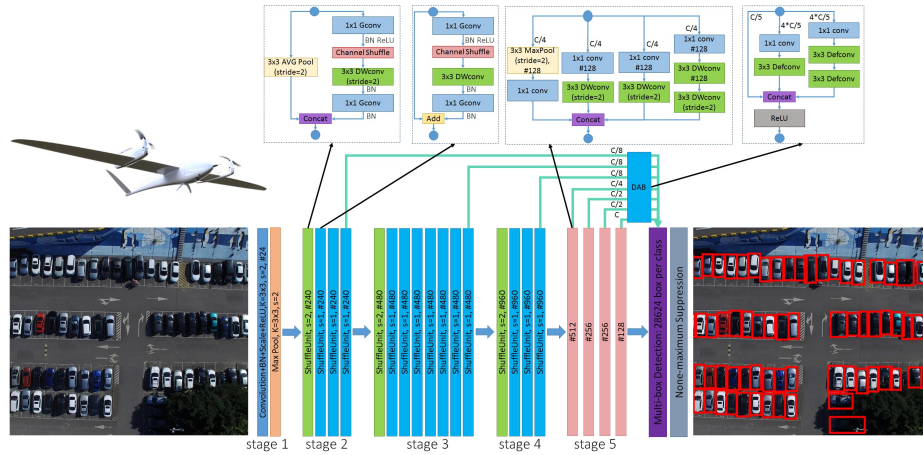 1x1 Gconv
BN ReLU
Channel Shuffle
3x3 AVG Pool
(stride=2)
3x3 DWconv
(stride=2)
BN
1x1 Gconv
BN
Concat
1x1 Gconv
BN ReLU
Channel Shuffle
3x3 DWconv
BN
1x1 Gconv
BN
Add
C/4
C/4
C/4
C/4
3x3 MaxPool
(stride=2),
#128
1x1 conv
1x1 conv
#128
3x3 DWconv
(stride=2)
1x1 conv
#128
3x3 DWconv
(stride=2)
1x1 conv
#128
3x3 DWconv
#128
3x3 DWconv
(stride=2)
Concat
C/5
4*C/5
4*C/5
1x1 conv
3x3 Defconv
1x1 conv
3x3 Defconv
3x3 Defconv
Concat
ReLU
C/8
C/8
C/8
C/4
C/2
C/2
C
DAB
Convolution+BN+Scale+ReLU,K=3x3, s=2, #24
Max Pool, K=3x3, s=2
ShuffleUnit, s=2, #240
ShuffleUnit, s=1, #240
ShuffleUnit, s=1, #240
ShuffleUnit, s=1, #240
ShuffleUnit, s=2, #480
ShuffleUnit, s=1, #480
ShuffleUnit, s=1, #480
ShuffleUnit, s=1, #480
ShuffleUnit, s=1, #480
ShuffleUnit, s=1, #480
ShuffleUnit, s=1, #480
ShuffleUnit, s=1, #480
ShuffleUnit, s=2, #960
ShuffleUnit, s=1, #960
ShuffleUnit, s=1, #960
ShuffleUnit, s=1, #960
#512
#256
#256
#128
Multi-box Detection: 28624 box per class
None-maximum Suppression
stage 1
stage 2
stage 3
stage 4
stage 5